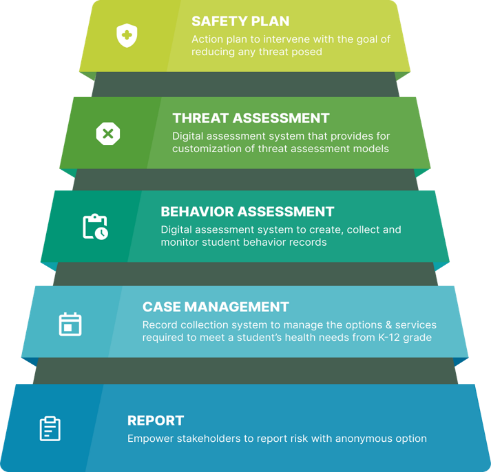 SAFETY PLAN
Action plan to intervene with the goal of
reducing any threat posed
THREAT ASSESSMENT
Digital assessment system that provides for
customization of threat assessment models
BEHAVIOR ASSESSMENT
Digital assessment system to create, collect and
monitor student behavior records
CASE MANAGEMENT
Record collection system to manage the options & services
required to meet a student's health needs from K-12 grade
REPORT
Empower stakeholders to report risk with anonymous option